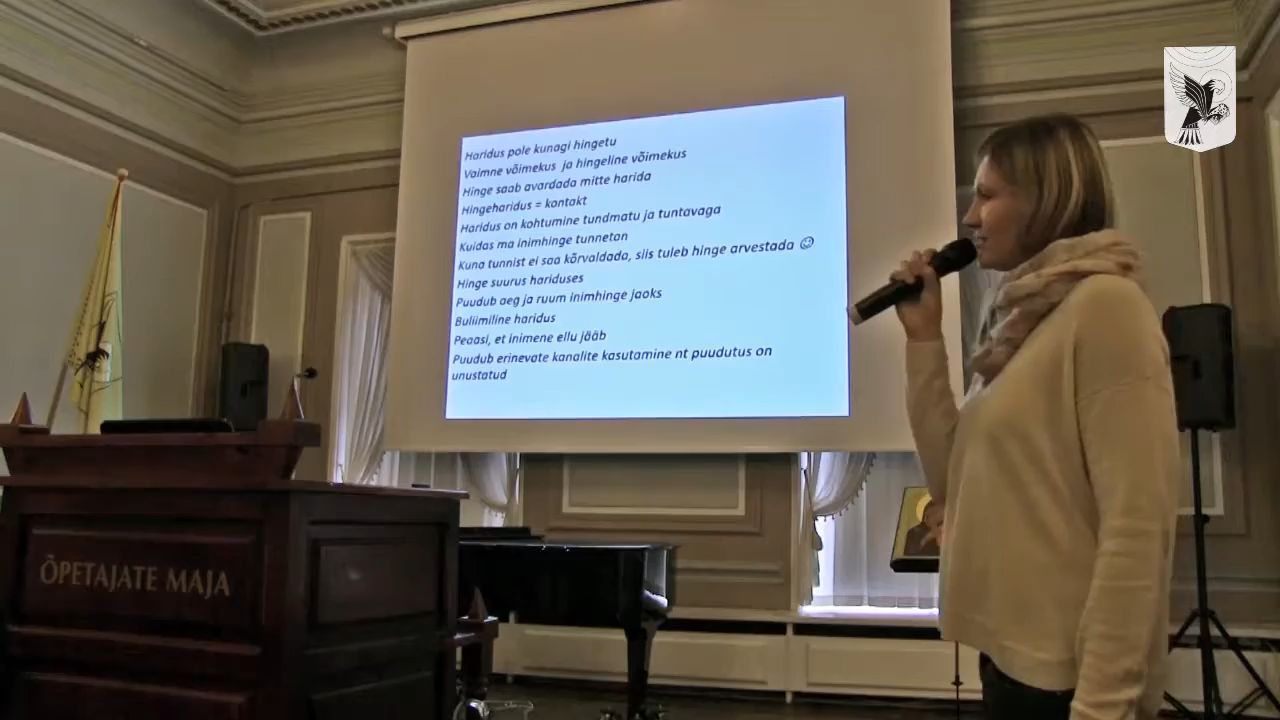 Haridus pole kunagi hingetu
Vaimne võimekus ja hingeline võimekus
Hinge saab avardada mitte harida
Hingeharidus = kontakt
Haridus on kohtumine tundmatu ja tuntavaga
Kuidas ma inimhinge tunnetan
Kuna tunnist ei saa kõrvaldada, siis tuleb hinge arvestada ☺
Hinge suurus hariduses
Puudub aeg ja ruum inimhinge jaoks
Buliimiline haridus
Peaasi, et inimene ellu jääb
Puudub erinevate kanalite kasutamine nt puudutus on
unustatud
ÕPETAJATE MAJA